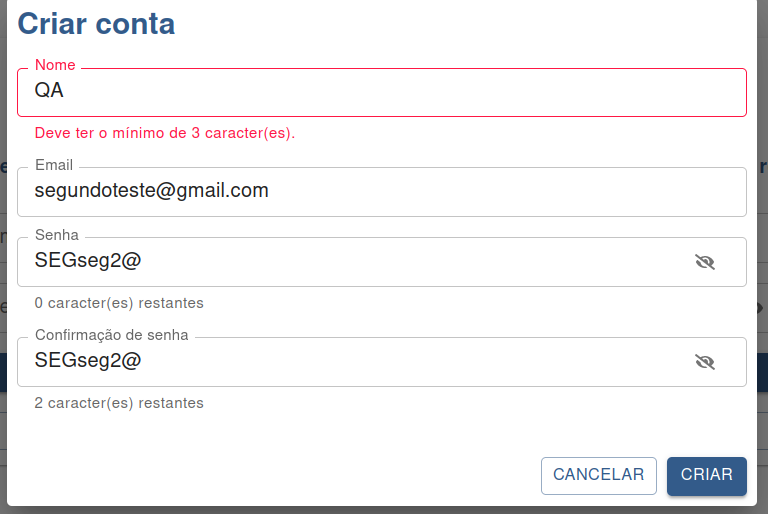 Criar conta
Nome
QA
Deve ter o mínimo de 3 caracter(es).
Email
segundoteste@gmail.com
Senha
SEGseg2@
0 caracter(es) restantes
Confirmação de senha
SEGseg2@
2 caracter(es) restantes
CANCELAR
CRIAR